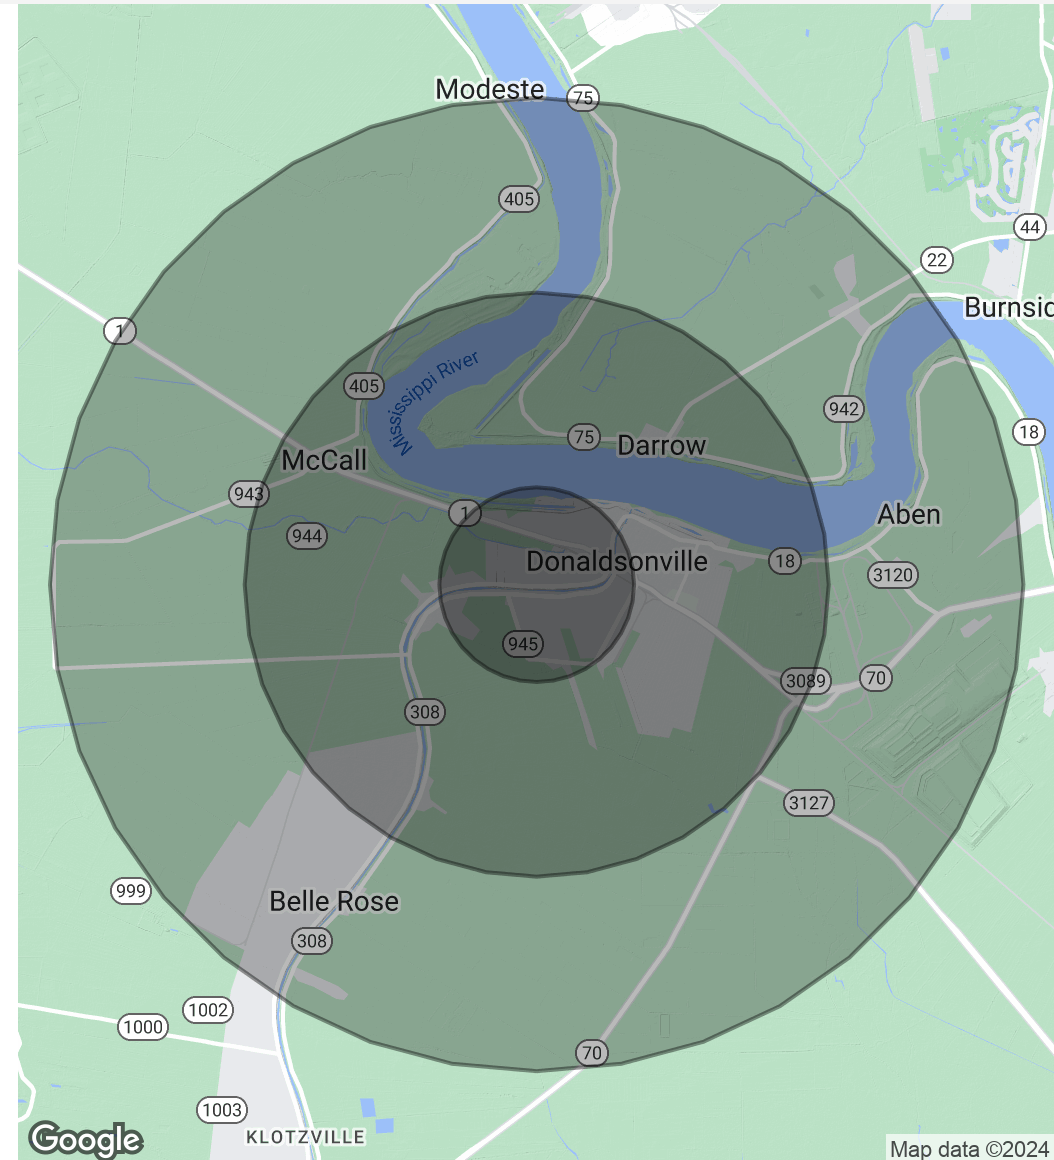 Modeste
75
405
44
22
Burnsid
1
405
Mississippi River
942
75
18
Darrow
McCall
943
1
Aben
944
Donaldsonville
18
3120
945
3089
70
308
3127
999
Belle Rose
308
1002
1000
70
1003
KLOTZVILLE
Google
Map data ©2024